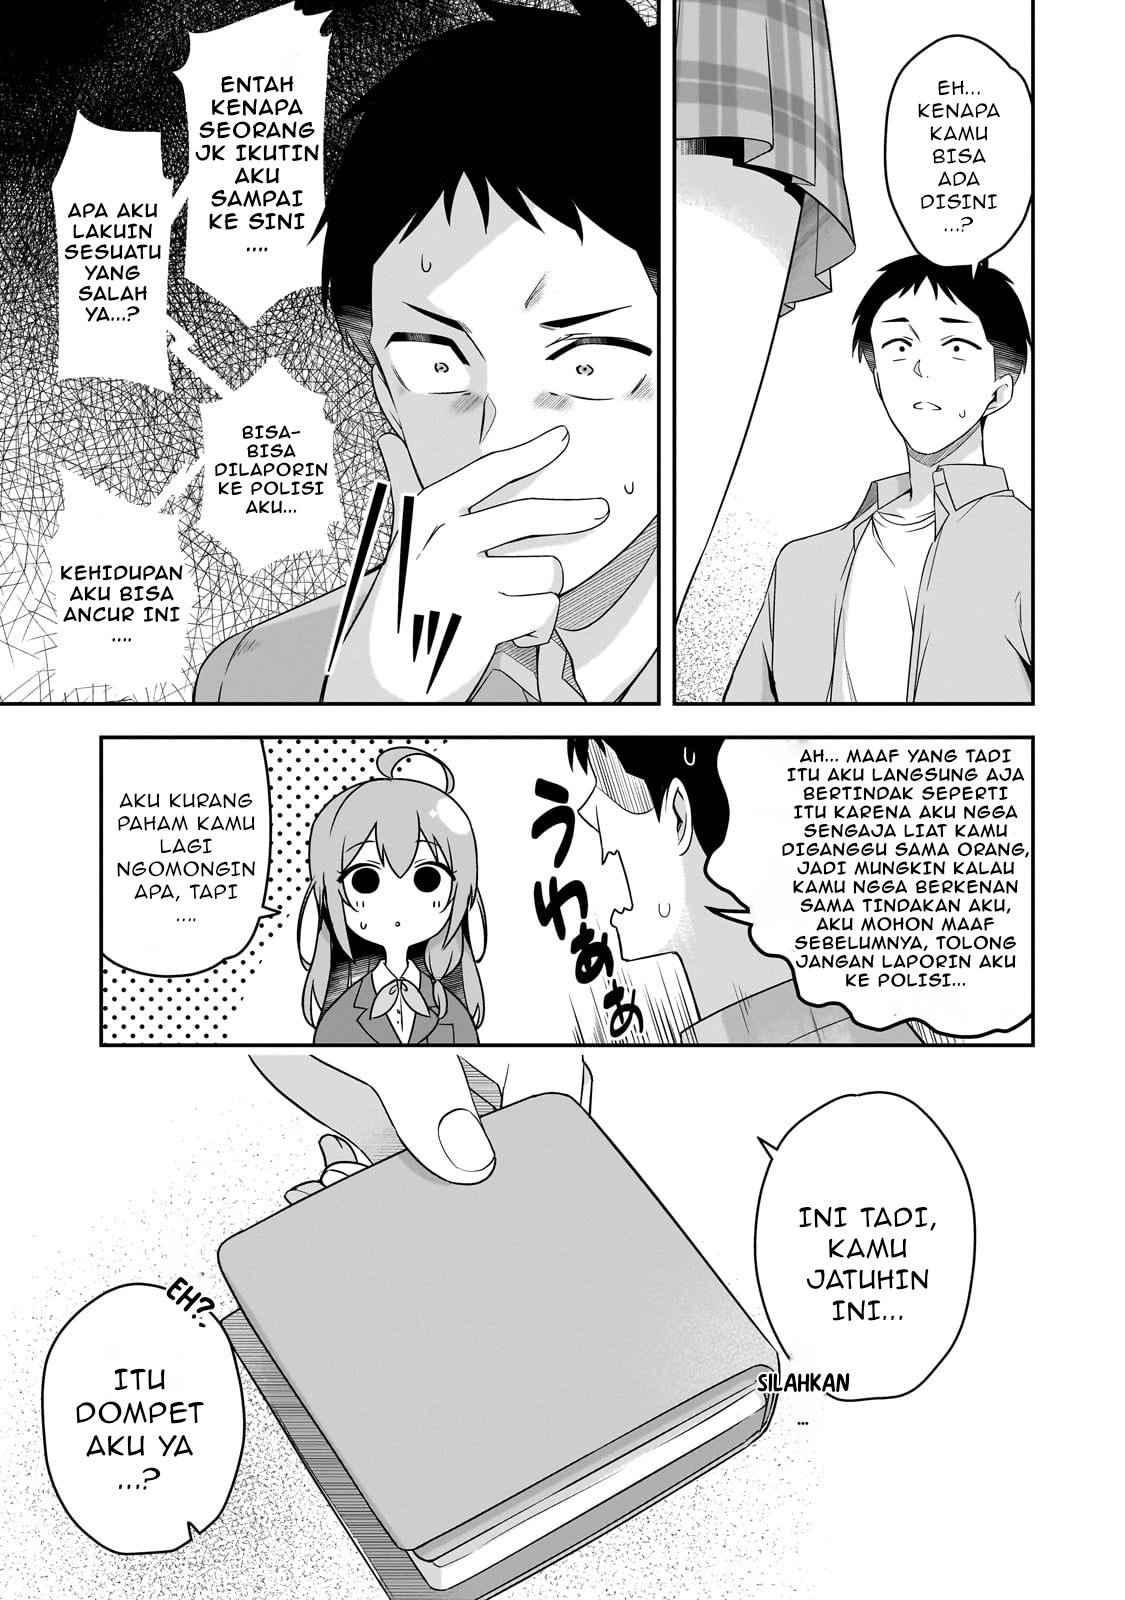 EH...
KENAPA
KAMU
BISA
ADA
DISINI
...?
ENTAH
KENAPA
SEORANG
JK IKUTIN
AKU
SAMPAI
KE SINI
....
APA AKU
LAKUIN
SESUATU
YANG
SALAH
YA...?
BISA-
BISA
DILAPORIN
KE POLISI
AKU...
KEHIDUPAN
AKU BISA
ANCUR INI
....
AH... MAAF YANG TADI
ITU AKU LANGSUNG AJA
BERTINDAK SEPERTI
ITU KARENA AKU NGGA
SENGAJA LIAT KAMU
DIGANGGU SAMA ORANG,
JADI MUNGKIN KALAU
KAMU NGGA BERKENAN
SAMA TINDAKAN AKU,
AKU MOHON MAAF
SEBELUMNYA, TOLONG
JANGAN LAPORIN AKU
KE POLISI...
うわぁぁぁ
AKU KURANG
PAHAM KAMU
LAGI
NGOMONGIN
APA, TAPI
....
INI TADI,
KAMU
JATUHIN
INI...
SILAHKAN
...
EH?
ITU
DOMPET
AKU YA
...?